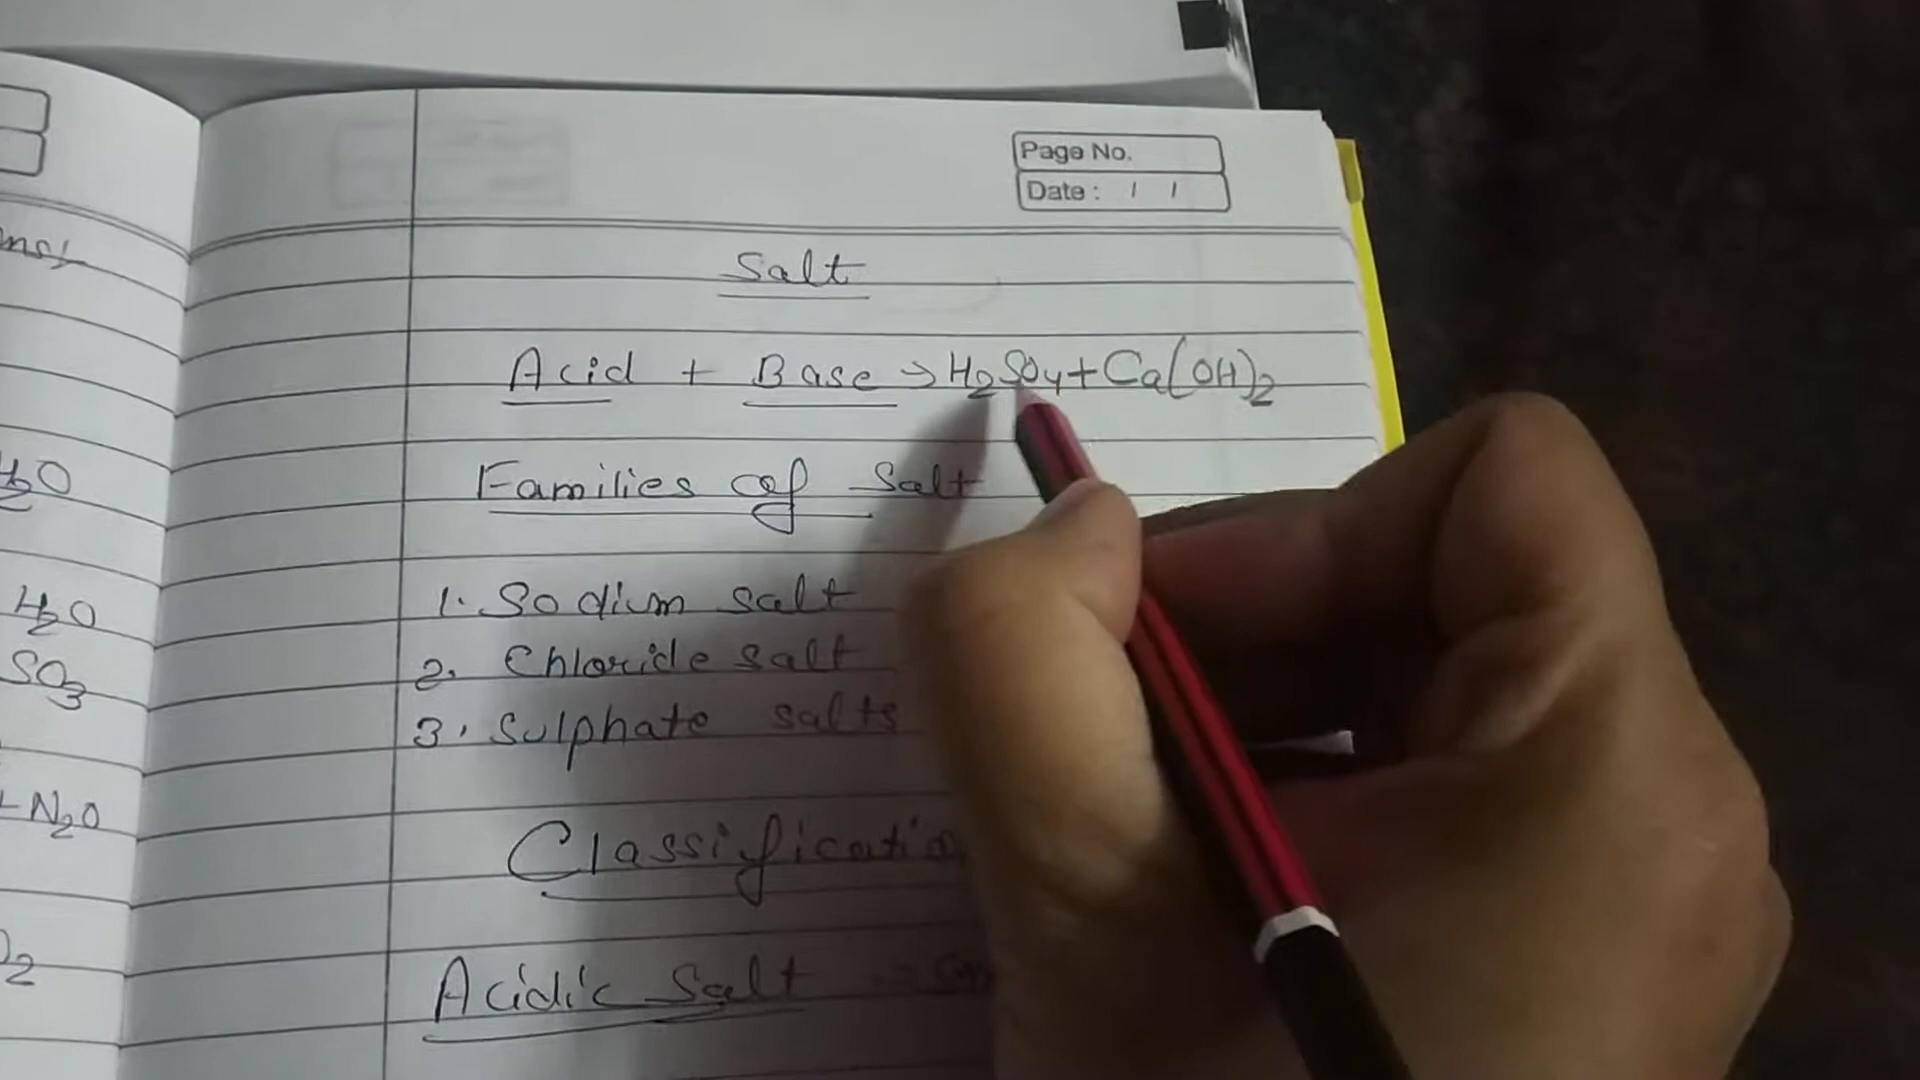 Page No.
Date : / /
Salt
Acid + Base → H₂SO₄ + Ca(OH)₂
Families of Salt
1. Sodium salt
2. Chloride salt
3. Sulphate salts
Classification
Acidic Salt
H₂O
H₂O
SO₃
+ N₂O